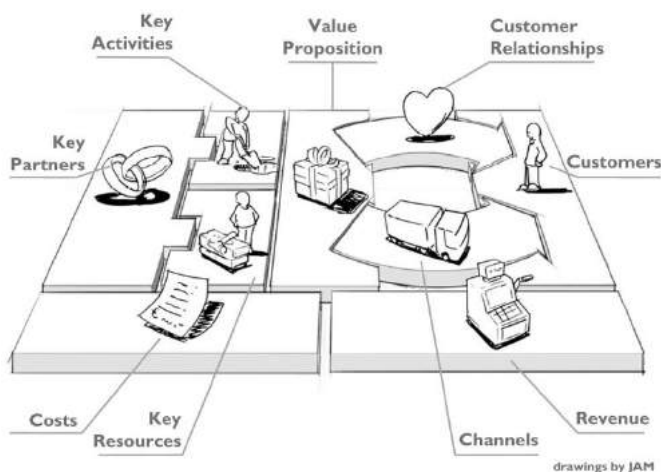 Key
Activities
Value
Proposition
Customer
Relationships
Key
Partners
Customers
Costs
Key
Resources
Channels
Revenue
drawings by JAM